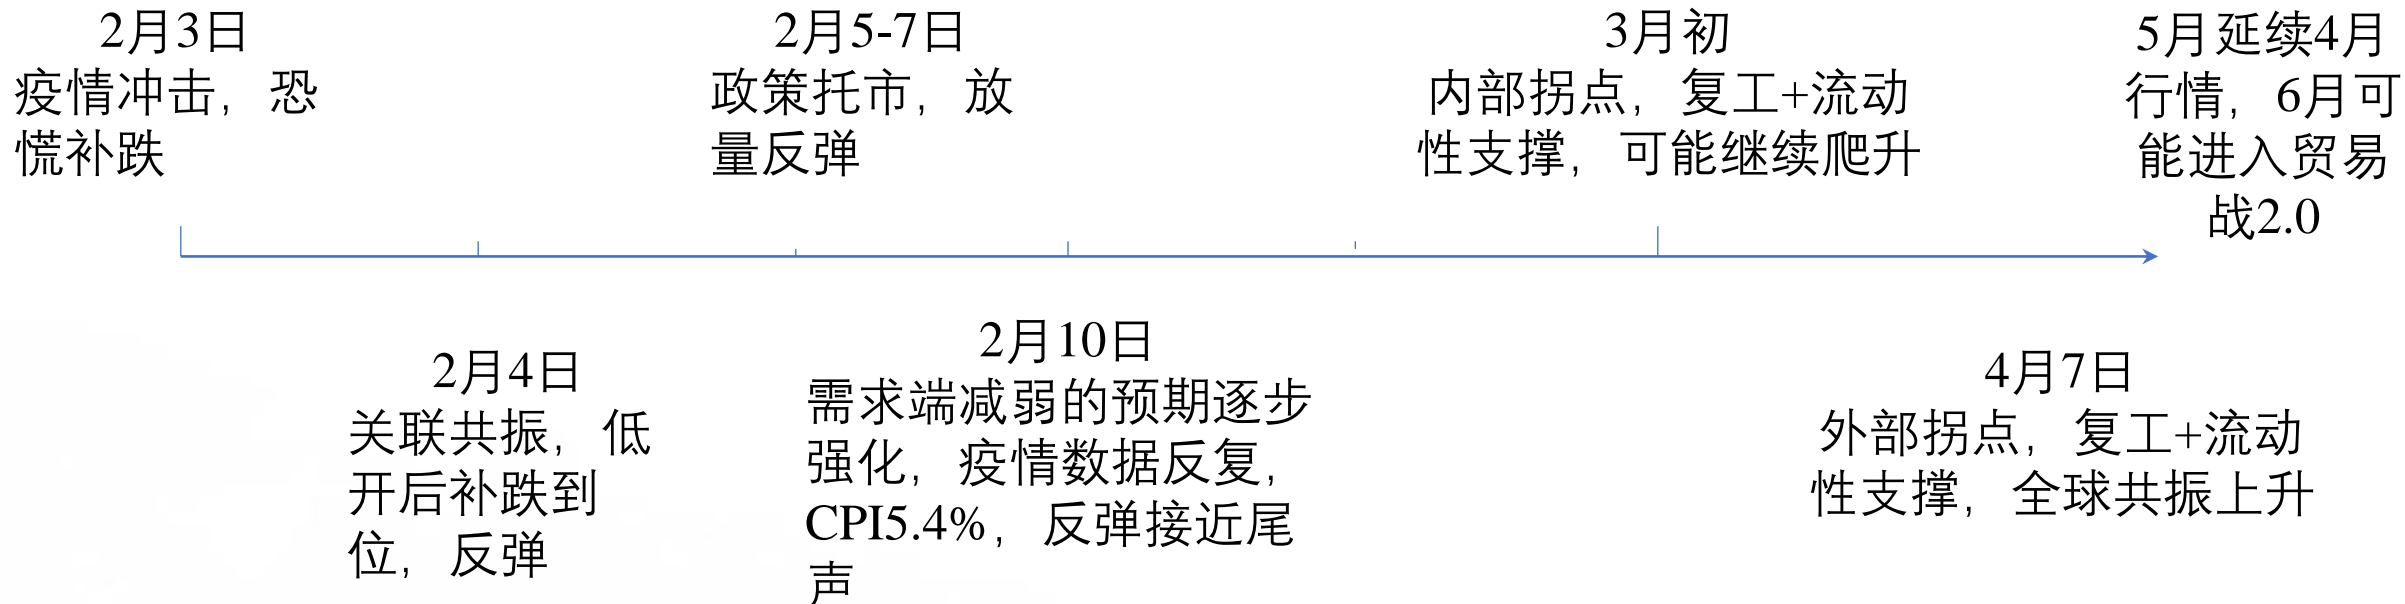 2月3日
疫情冲击，恐
慌补跌
2月5-7日
政策托市，放
量反弹
3月初
内部拐点，复工+流动
性支撑，可能继续爬升
5月延续4月
行情，6月可
能进入贸易
战2.0
2月4日
关联共振，低
开后补跌到
位，反弹
2月10日
需求端减弱的预期逐步
强化，疫情数据反复，
CPI5.4%，反弹接近尾
声
4月7日
外部拐点，复工+流动
性支撑，全球共振上升